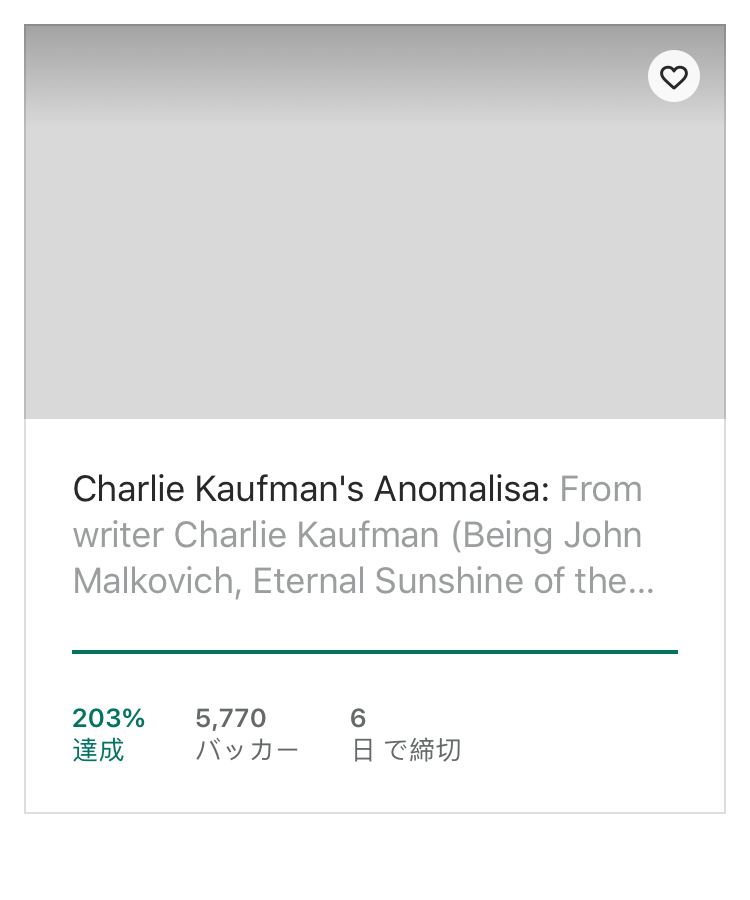 Charlie Kaufman's Anomalisa: From
writer Charlie Kaufman (Being John
Malkovich, Eternal Sunshine of the...
203% 5,770 6
達成 バッカー 日 で締切